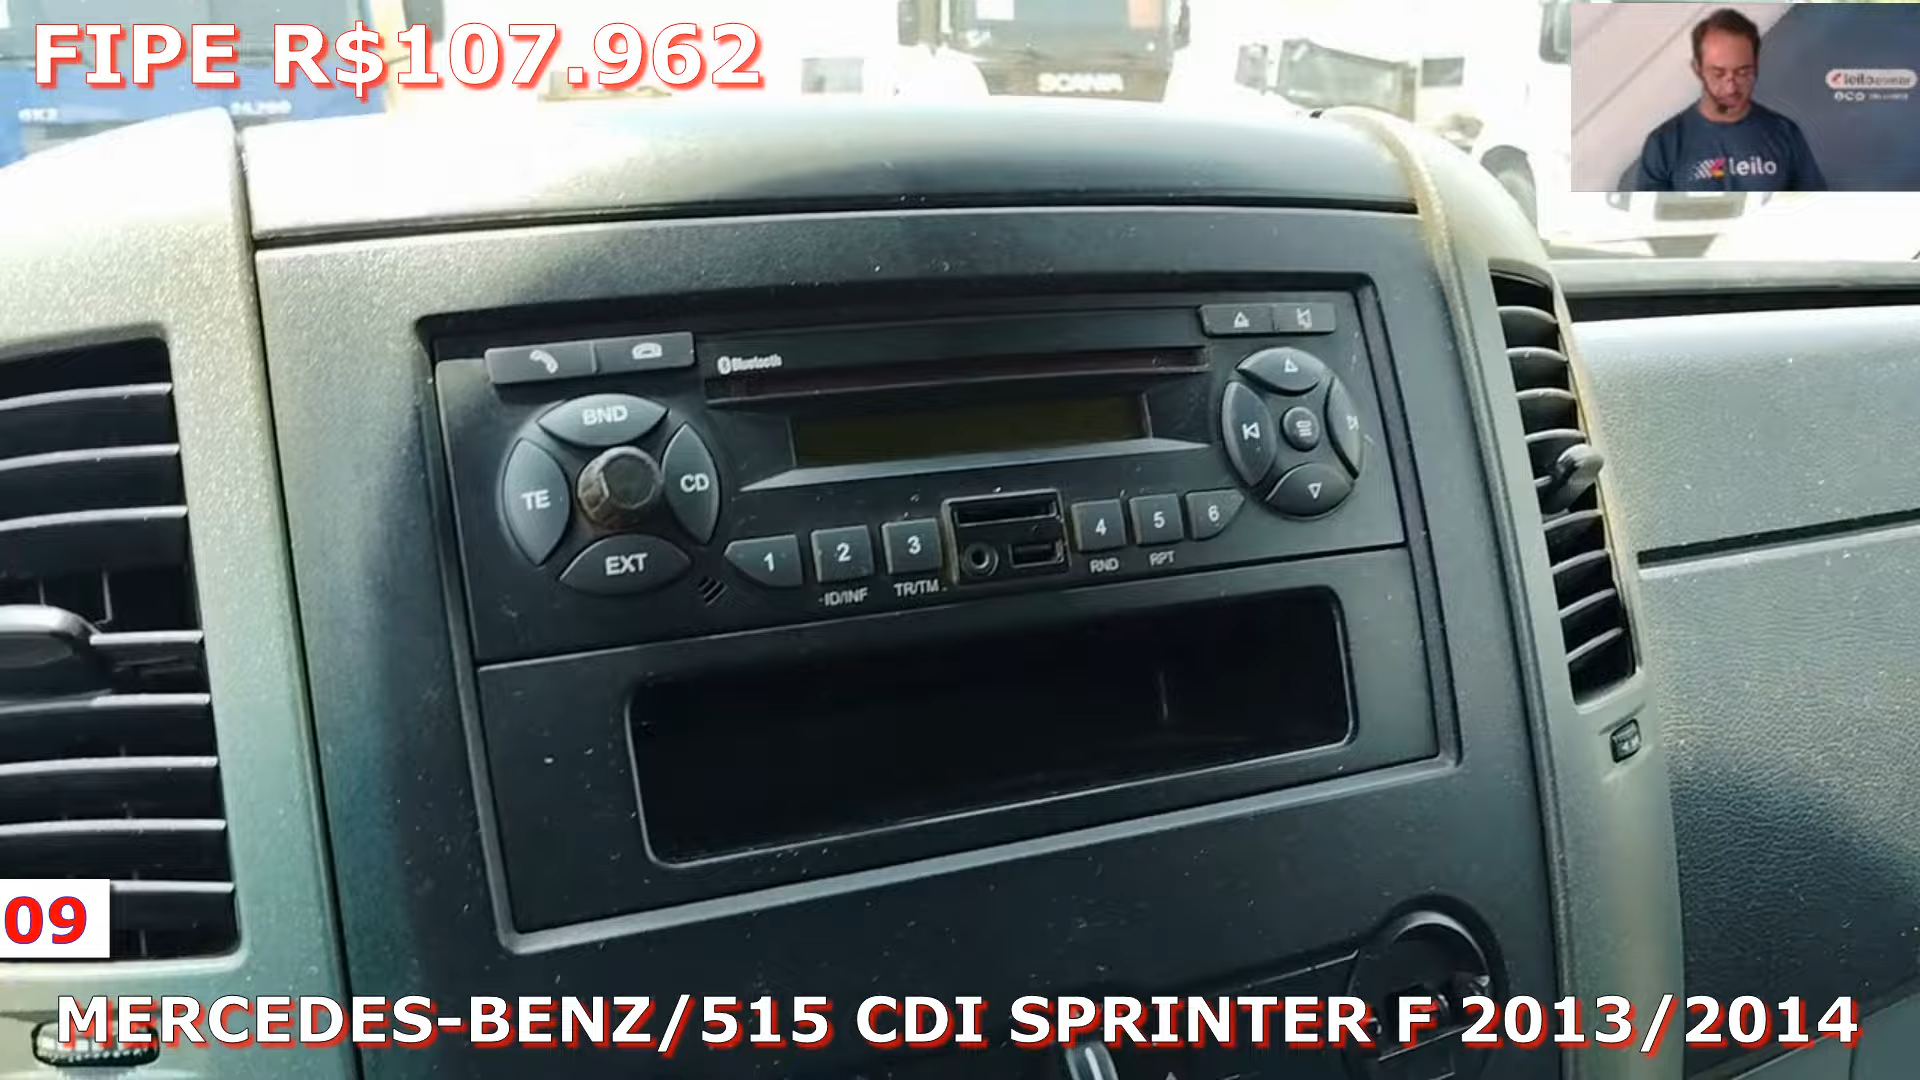 FIPE R$107.962
SCANIA
leilo
leilo
Bluetooth
BND
TE
CD
EXT
1
2
3
4
5
6
ID/INF
TR/TM
RND
RPT
09
MERCEDES-BENZ/515 CDI SPRINTER F 2013/2014